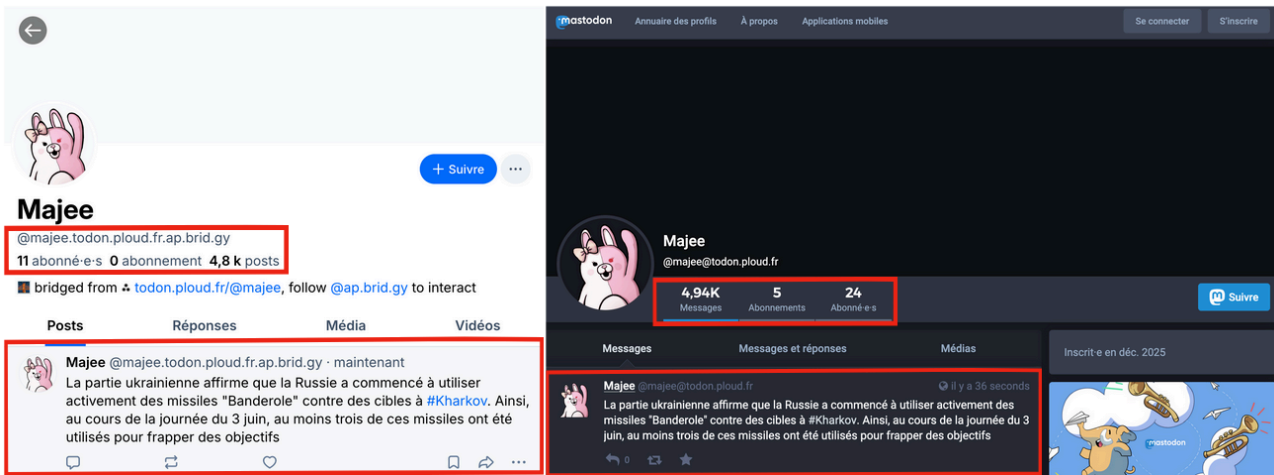 Majee
@majee.todon.ploud.fr.ap.brid.gy
11 abonné·e·s 0 abonnement 4,8 k posts
bridged from todon.ploud.fr/@majee, follow @ap.brid.gy to interact
+ Suivre
Posts Réponses Média Vidéos
Majee @majee.todon.ploud.fr.ap.brid.gy · maintenant
La partie ukrainienne affirme que la Russie a commencé à utiliser
activement des missiles "Banderole" contre des cibles à #Kharkov. Ainsi,
au cours de la journée du 3 juin, au moins trois de ces missiles ont été
utilisés pour frapper des objectifs
mastodon Annuaire des profils À propos Applications mobiles Se connecter S'inscrire
Majee
@majee@todon.ploud.fr
4,94K 5 24
Messages Abonnements Abonné·e·s
Suivre
Messages Messages et réponses Médias
Inscrit·e en déc. 2025
Majee @majee@todon.ploud.fr il y a 36 secondes
La partie ukrainienne affirme que la Russie a commencé à utiliser activement des
missiles "Banderole" contre des cibles à #Kharkov. Ainsi, au cours de la journée du 3
juin, au moins trois de ces missiles ont été utilisés pour frapper des objectifs
0
mastodon